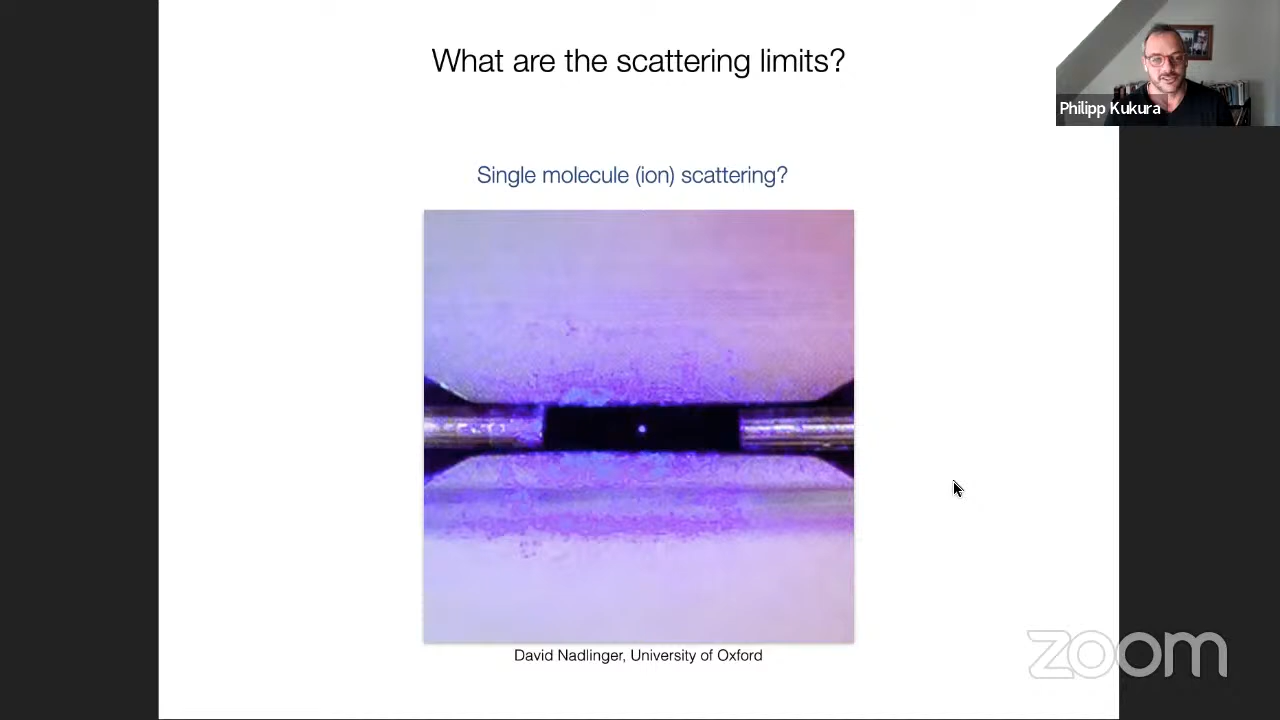 What are the scattering limits?
Philipp Kukura
Single molecule (ion) scattering?
David Nadlinger, University of Oxford
zoom